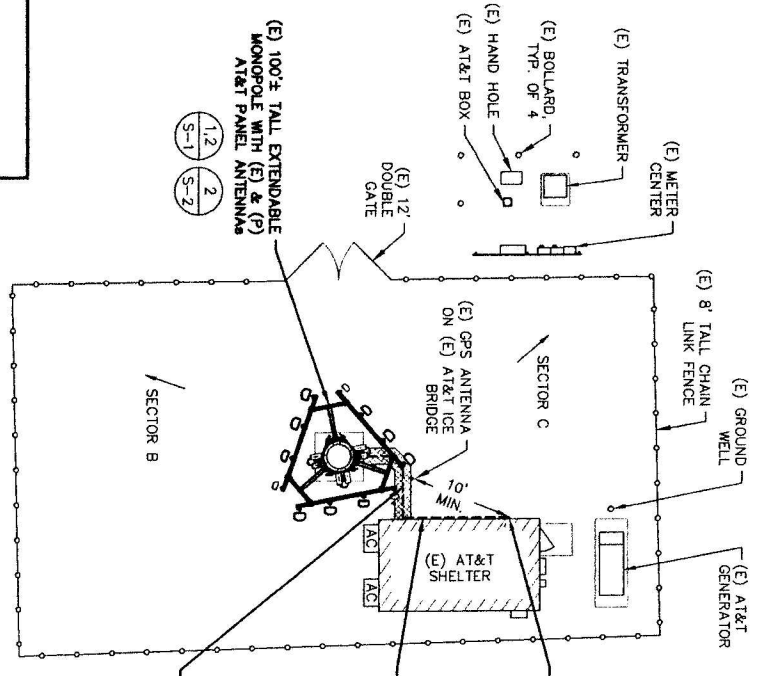 (E) 100'± TALL EXTENDABLE
MONOPOLE WITH (E) & (P)
AT&T PANEL ANTENNAs
1,2
S-1
2
S-2
(E) AT&T BOX
(E) HAND HOLE
(E) BOLLARD,
TYP. OF 4
(E) TRANSFORMER
(E) METER
CENTER
(E) 12'
DOUBLE
GATE
(E) 8' TALL CHAIN
LINK FENCE
(E) GROUND
WELL
(E) AT&T
GENERATOR
(E) GPS ANTENNA
ON (E) AT&T ICE
BRIDGE
SECTOR C
SECTOR B
10'
MIN.
(E) AT&T
SHELTER
AC
AC